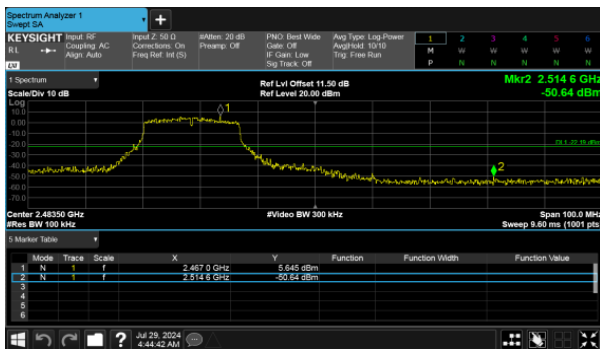 Spectrum Analyzer 1
Swept SA
+
KEYSIGHT Input: RF Input Z: 50 Ω #Atten: 20 dB PNO: Best Wide Avg Type: Log-Power 1 2 3 4 5 6
RL Coupling: AC Corrections: On Preamp: Off Gate: Off Avg|Hold: 10/10 M W W W W W
Align: Auto Freq Ref: Int (S) IF Gain: Low Trig: Free Run
Sig Track: Off P N N N N N
LXI
1 Spectrum Ref Lvl Offset 11.50 dB Mkr2 2.514 6 GHz
Scale/Div 10 dB Ref Level 20.00 dBm -50.64 dBm
Log
10.0
0.00
-10.0
-20.0
-30.0
-40.0
-50.0
-60.0
-70.0
1
DL1 -22.15 dBm
2
Center 2.48350 GHz #Video BW 300 kHz Span 100.0 MHz
#Res BW 100 kHz Sweep 9.60 ms (1001 pts)
5 Marker Table
Mode Trace Scale X Y Function Function Width Function Value
1 N 1 f 2.467 0 GHz 5.645 dBm
2 N 1 f 2.514 6 GHz -50.64 dBm
3
4
5
6
? Jul 29, 2024
4:44:42 AM